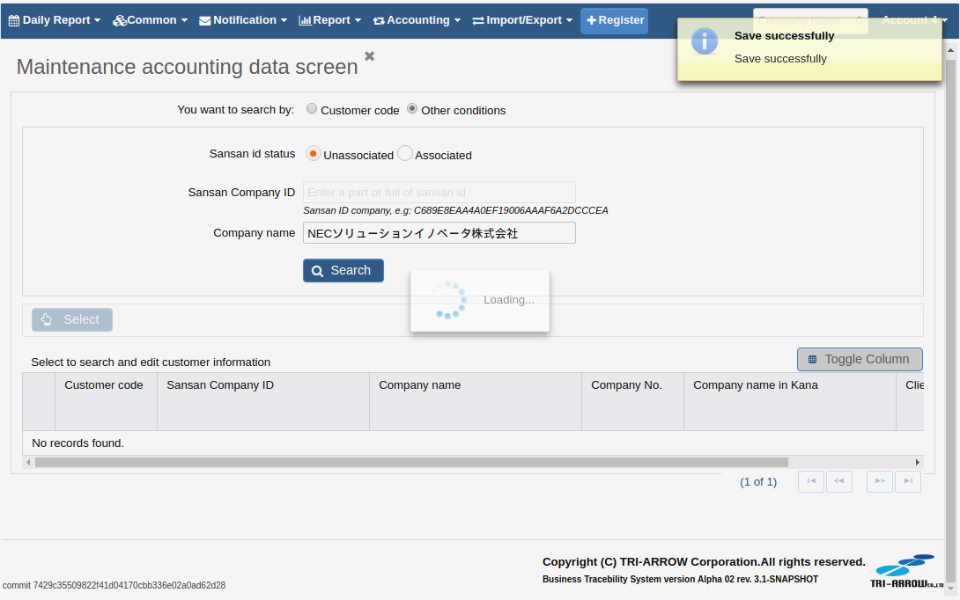 Daily Report Common Notification Report Accounting Import/Export + Register Company name Account 4
Save successfully
Save successfully
Maintenance accounting data screen
You want to search by: Customer code Other conditions
Sansan id status Unassociated Associated
Sansan Company ID Enter a part or full of sansan id
Sansan ID company, e.g: C689E8EAA4A0EF19006AAAF6A2DCCCEA
Company name NECソリューションイノベータ株式会社
Search
Loading...
Select
Select to search and edit customer information Toggle Column
Customer code Sansan Company ID Company name Company No. Company name in Kana Clie
No records found.
(1 of 1)
Copyright (C) TRI-ARROW Corporation.All rights reserved.
Business Tracebility System version Alpha 02 rev. 3.1-SNAPSHOT
TRI-ARROW CO.,LTD
commit 7429c35509822f41d04170cbb336e02a0ad62d28